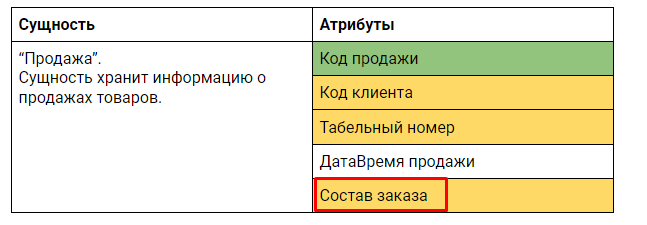 Сущность
Атрибуты
“Продажа”.
Сущность хранит информацию о
продажах товаров.
Код продажи
Код клиента
Табельный номер
ДатаВремя продажи
Состав заказа